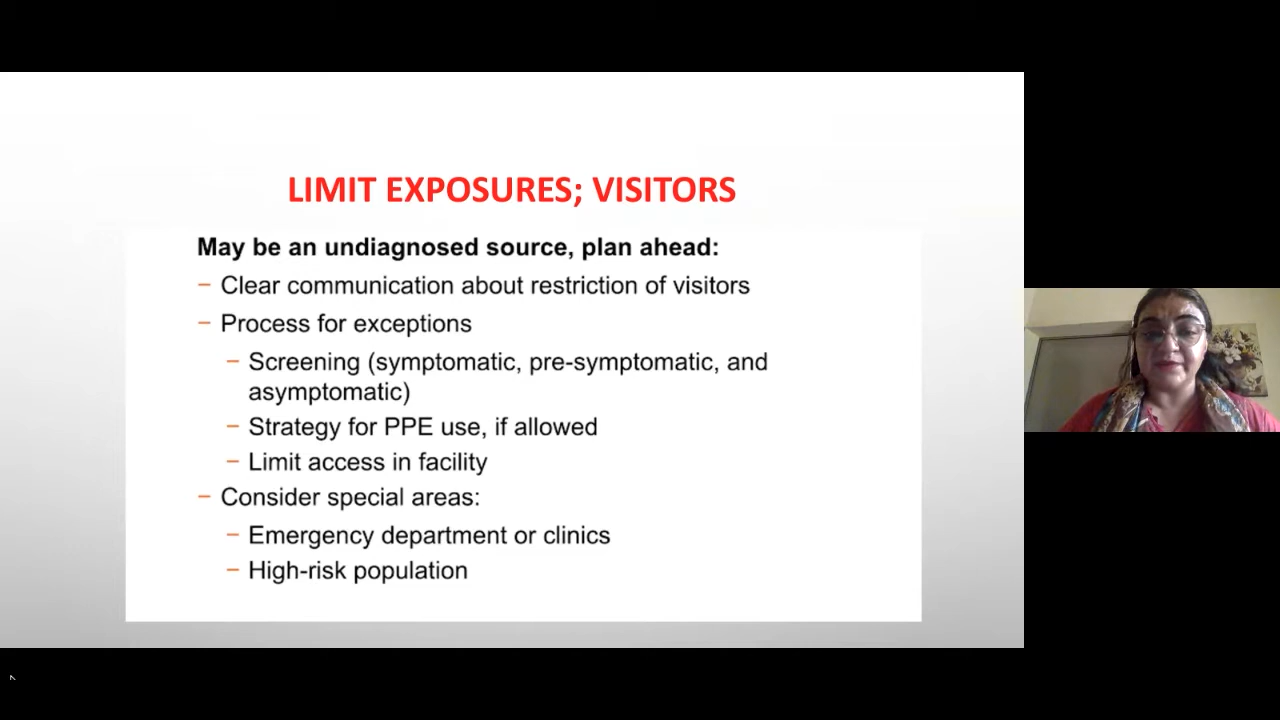 LIMIT EXPOSURES; VISITORS
May be an undiagnosed source, plan ahead:
− Clear communication about restriction of visitors
− Process for exceptions
− Screening (symptomatic, pre-symptomatic, and
asymptomatic)
− Strategy for PPE use, if allowed
− Limit access in facility
− Consider special areas:
− Emergency department or clinics
− High-risk population